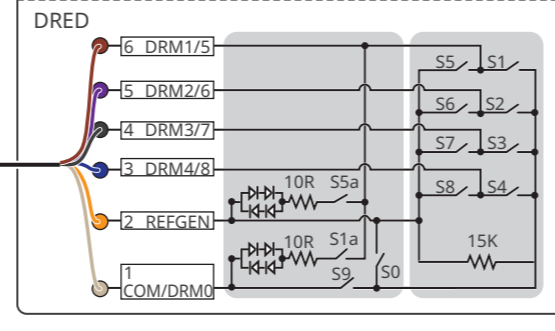 DRED
6 DRM1/5
5 DRM2/6
4 DRM3/7
3 DRM4/8
2 REFGEN
1
COM/DRM0
10R S5a
10R S1a
S9
S0
S5 S1
S6 S2
S7 S3
S8 S4
15K